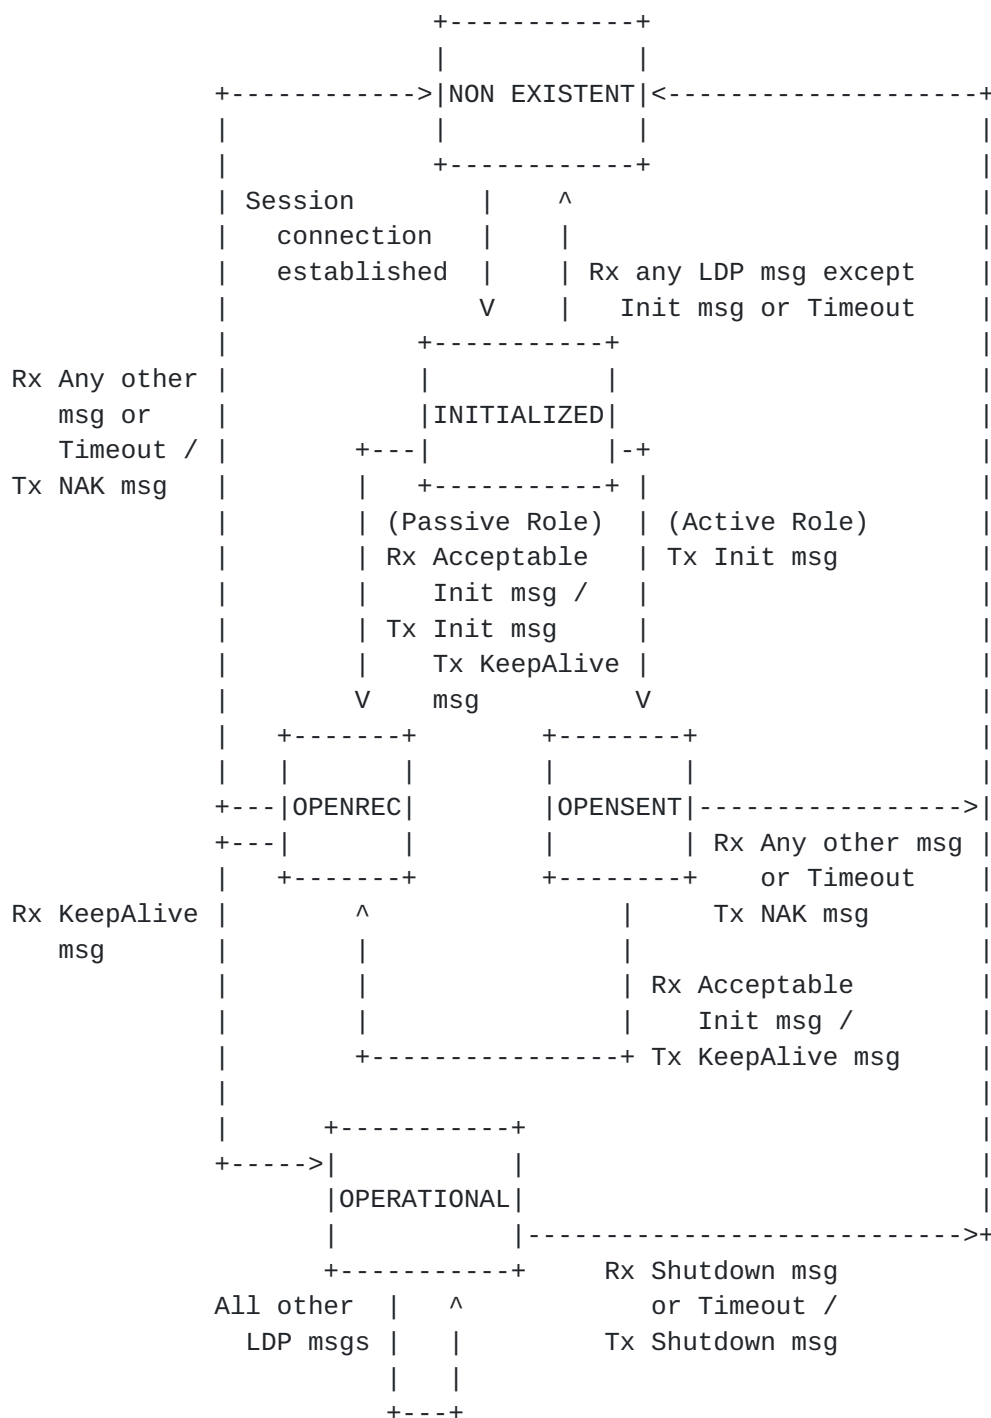 NON EXISTENT
Session
connection
established
Rx any LDP msg except
Init msg or Timeout
Rx Any other
msg or
Timeout /
Tx NAK msg
INITIALIZED
(Passive Role)
Rx Acceptable
Init msg /
Tx Init msg
Tx KeepAlive
msg
(Active Role)
Tx Init msg
OPENREC
OPENSENT
Rx Any other msg
or Timeout
Tx NAK msg
Rx KeepAlive
msg
Rx Acceptable
Init msg /
Tx KeepAlive msg
OPERATIONAL
Rx Shutdown msg
or Timeout /
Tx Shutdown msg
All other
LDP msgs